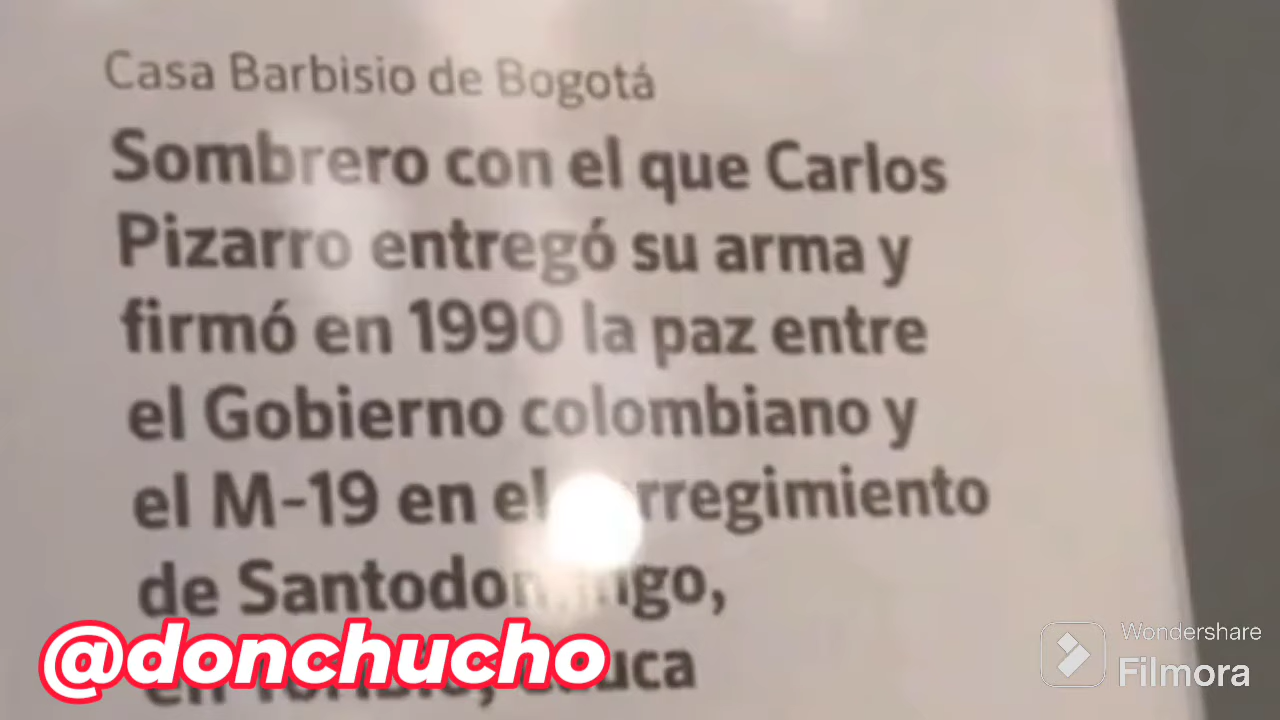 Casa Barbisio de Bogotá
Sombrero con el que Carlos
Pizarro entregó su arma y
firmó en 1990 la paz entre
el Gobierno colombiano y
el M-19 en el
de
@donchucho
Wondershare
Filmora